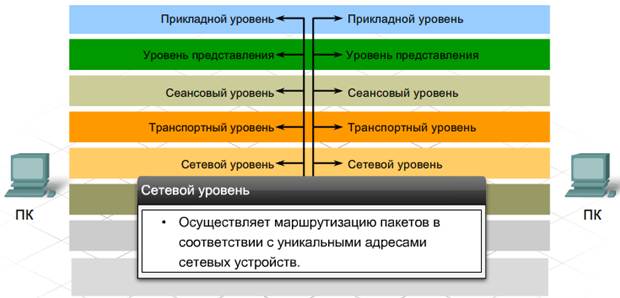 Прикладной уровень Прикладной уровень
Уровень представления Уровень представления
Сеансовый уровень Сеансовый уровень
Транспортный уровень Транспортный уровень
Сетевой уровень Сетевой уровень
Сетевой уровень
• Осуществляет маршрутизацию пакетов в
соответствии с уникальными адресами
сетевых устройств.
ПК ПК